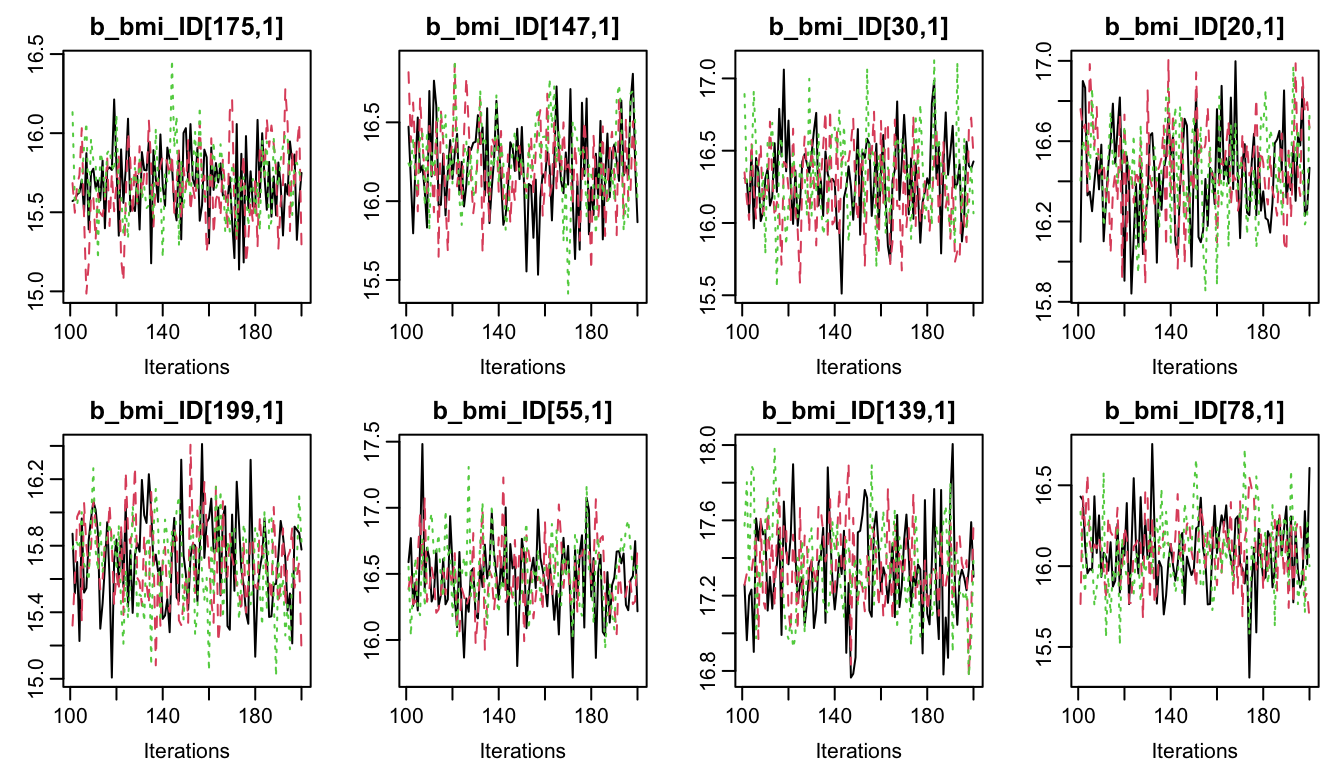 b_bmi_ID[175,1] b_bmi_ID[147,1] b_bmi_ID[30,1] b_bmi_ID[20,1]
15.0 15.5 16.0 16.5
15.5 16.0 16.5
15.5 16.0 16.5 17.0
15.8 16.2 16.6 17.0
100 140 180 100 140 180 100 140 180 100 140 180
Iterations Iterations Iterations Iterations
b_bmi_ID[199,1] b_bmi_ID[55,1] b_bmi_ID[139,1] b_bmi_ID[78,1]
15.0 15.4 15.8 16.2
16.0 16.5 17.0 17.5
16.8 17.2 17.6 18.0
15.5 16.0 16.5
100 140 180 100 140 180 100 140 180 100 140 180
Iterations Iterations Iterations Iterations